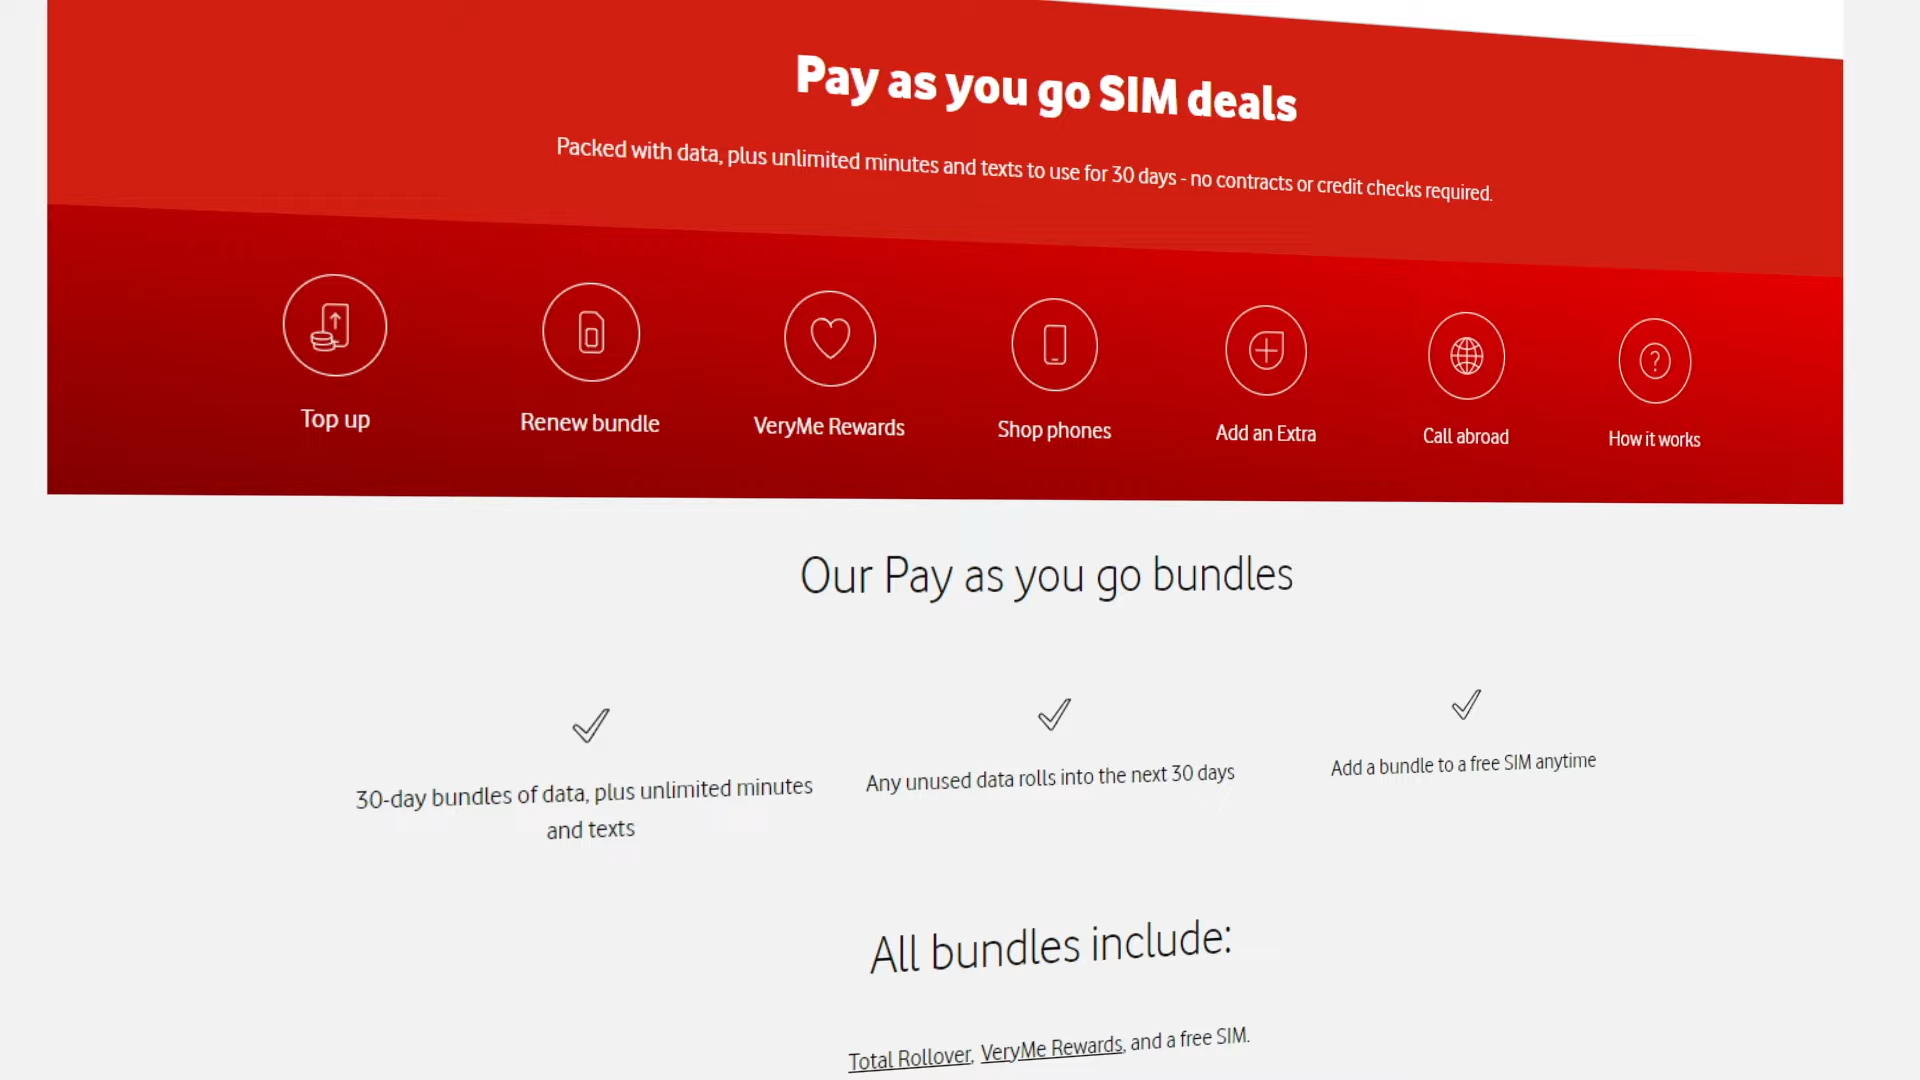 Pay as you go SIM deals
Packed with data, plus unlimited minutes and texts to use for 30 days - no contracts or credit checks required.
Top up
Renew bundle
VeryMe Rewards
Shop phones
Add an Extra
Call abroad
How it works
Our Pay as you go bundles
30-day bundles of data, plus unlimited minutes
and texts
Any unused data rolls into the next 30 days
Add a bundle to a free SIM anytime
All bundles include:
Total Rollover, VeryMe Rewards, and a free SIM.